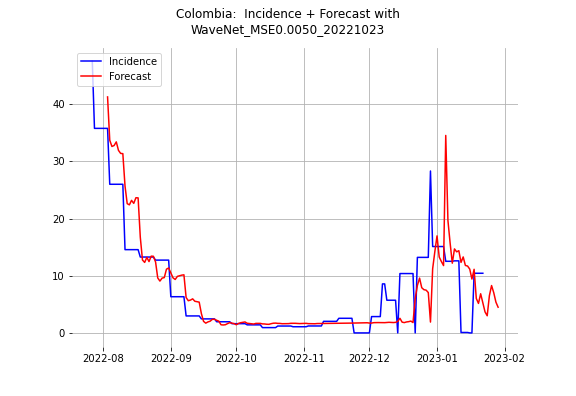 Colombia:  Incidence + Forecast with
WaveNet_MSE0.0050_20221023
Incidence
Forecast
40
30
20
10
0
2022-08 2022-09 2022-10 2022-11 2022-12 2023-01 2023-02